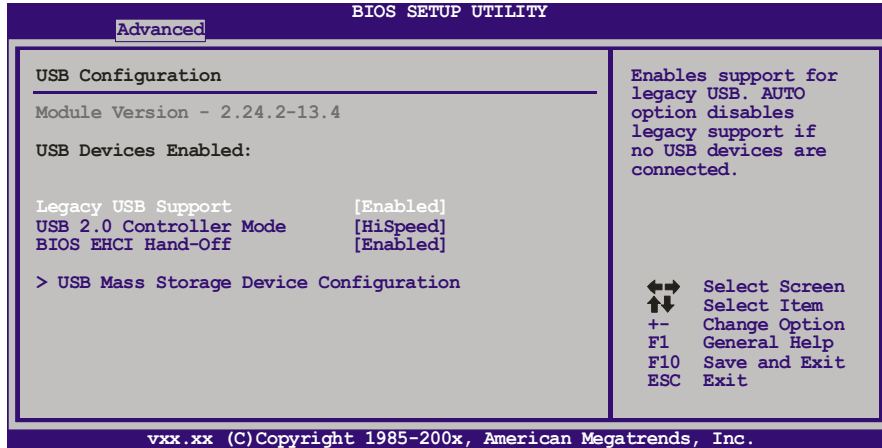 BIOS SETUP UTILITY
Advanced
USB Configuration
Module Version - 2.24.2-13.4
USB Devices Enabled:
Legacy USB Support [Enabled]
USB 2.0 Controller Mode [HiSpeed]
BIOS EHCI Hand-Off [Enabled]
> USB Mass Storage Device Configuration
Enables support for
legacy USB. AUTO
option disables
legacy support if
no USB devices are
connected.
Select Screen
Select Item
+- Change Option
F1 General Help
F10 Save and Exit
ESC Exit
vxx.xx (C)Copyright 1985-200x, American Megatrends, Inc.